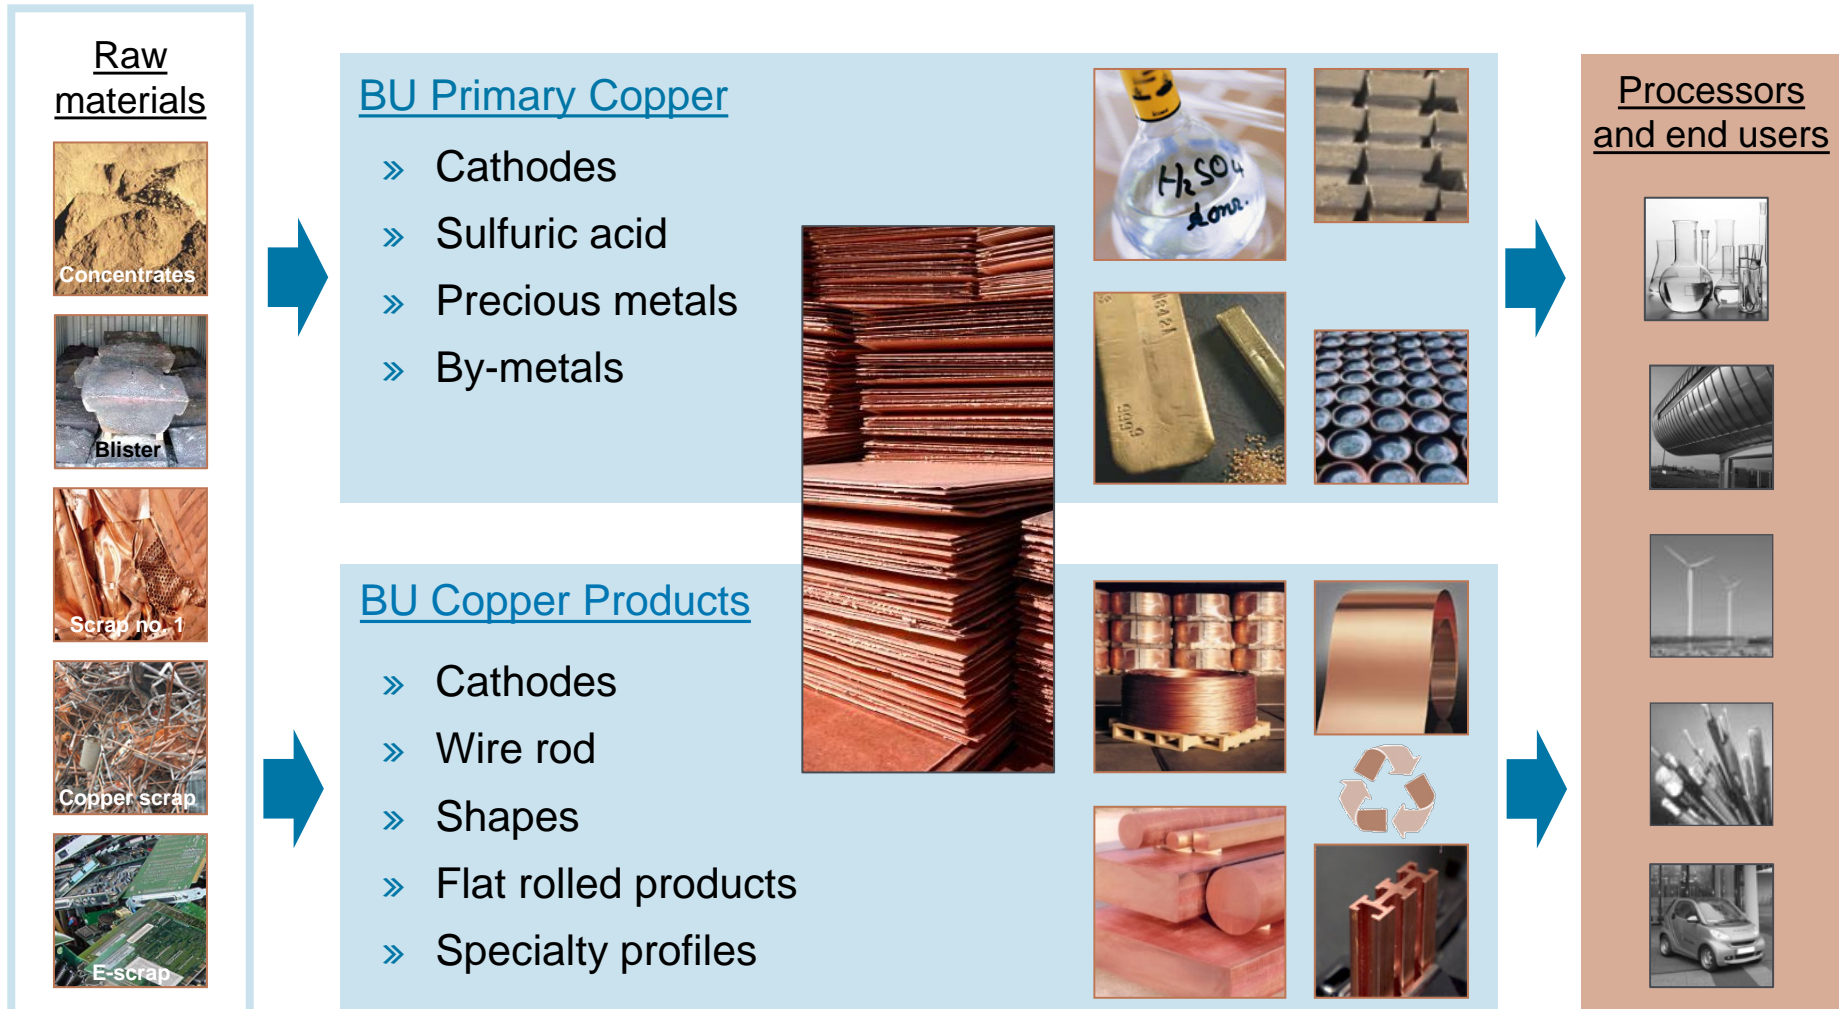 Raw
materials
Concentrates
Blister
Scrap no. 1
Copper scrap
E-scrap
BU Primary Copper
» Cathodes
» Sulfuric acid
» Precious metals
» By-metals
H₂SO₄
konz.
999
BU Copper Products
» Cathodes
» Wire rod
» Shapes
» Flat rolled products
» Specialty profiles
Processors
and end users